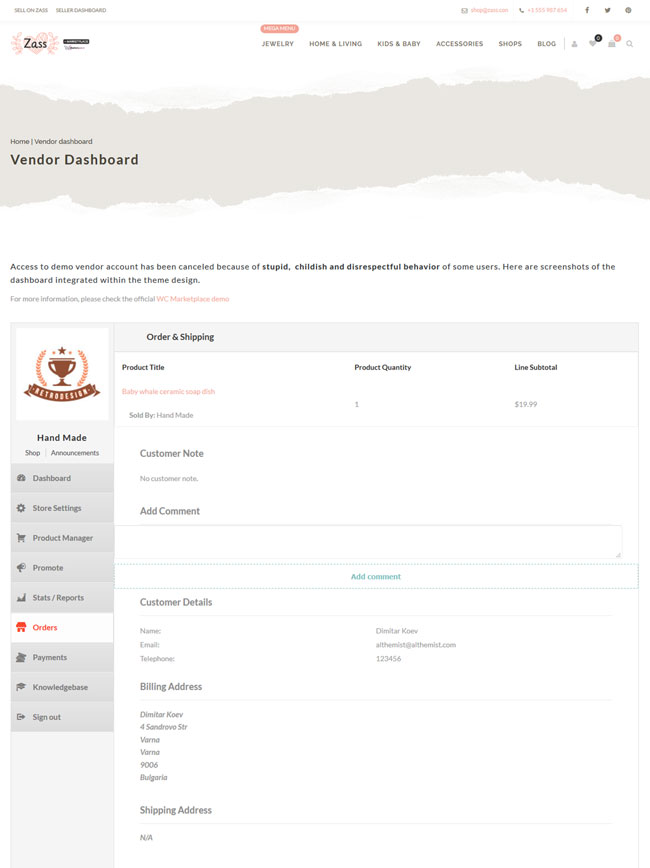 SELL ON ZASS SELLER DASHBOARD
shop@zass.con +1 555 987 654
Zass
MEGA MENU
JEWELRY HOME & LIVING KIDS & BABY ACCESSORIES SHOPS BLOG 0 0
Home | Vendor dashboard
Vendor Dashboard
Access to demo vendor account has been canceled because of stupid, childish and disrespectful behavior of some users. Here are screenshots of the
dashboard integrated within the theme design.
For more information, please check the official WC Marketplace demo
RETRODESIGN
Hand Made
Shop Announcements
Dashboard
Store Settings
Product Manager
Promote
Stats / Reports
Orders
Payments
Knowledgebase
Sign out
Order & Shipping
Product Title Product Quantity Line Subtotal
Baby whale ceramic soap dish
1 $19.99
Sold By: Hand Made
Customer Note
No customer note.
Add Comment
Add comment
Customer Details
Name: Dimitar Koev
Email: althemist@althemist.com
Telephone: 123456
Billing Address
Dimitar Koev
4 Sandrovo Str
Varna
Varna
9006
Bulgaria
Shipping Address
N/A